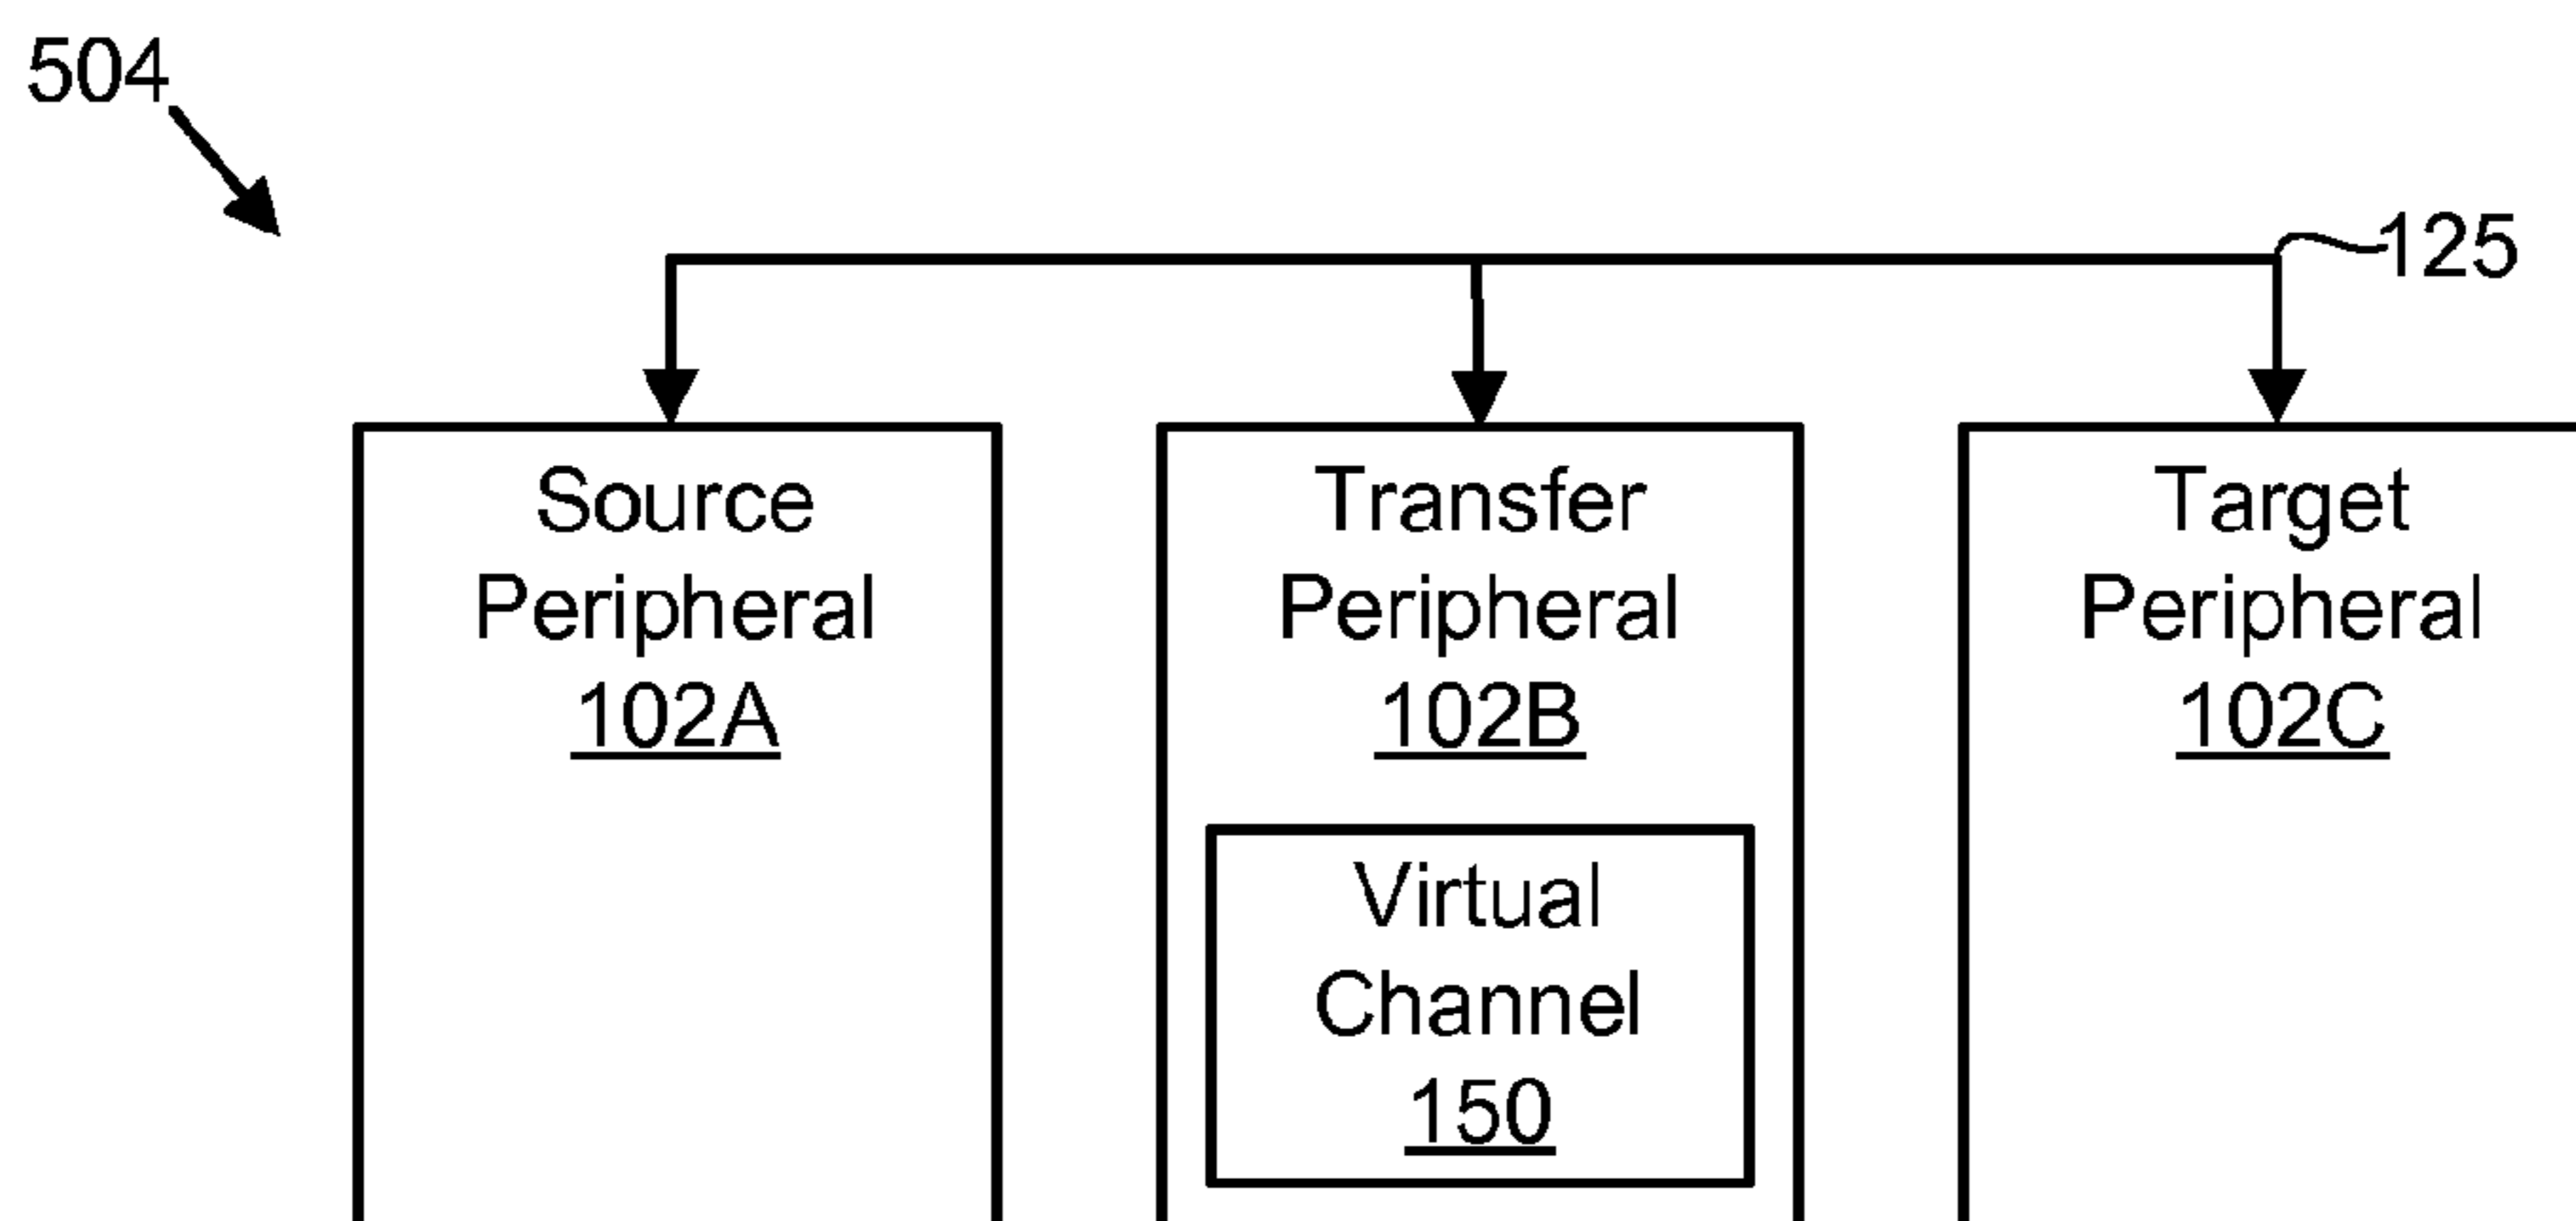 504
125
Source
Peripheral
102A
Transfer
Peripheral
102B
Virtual
Channel
150
Target
Peripheral
102C